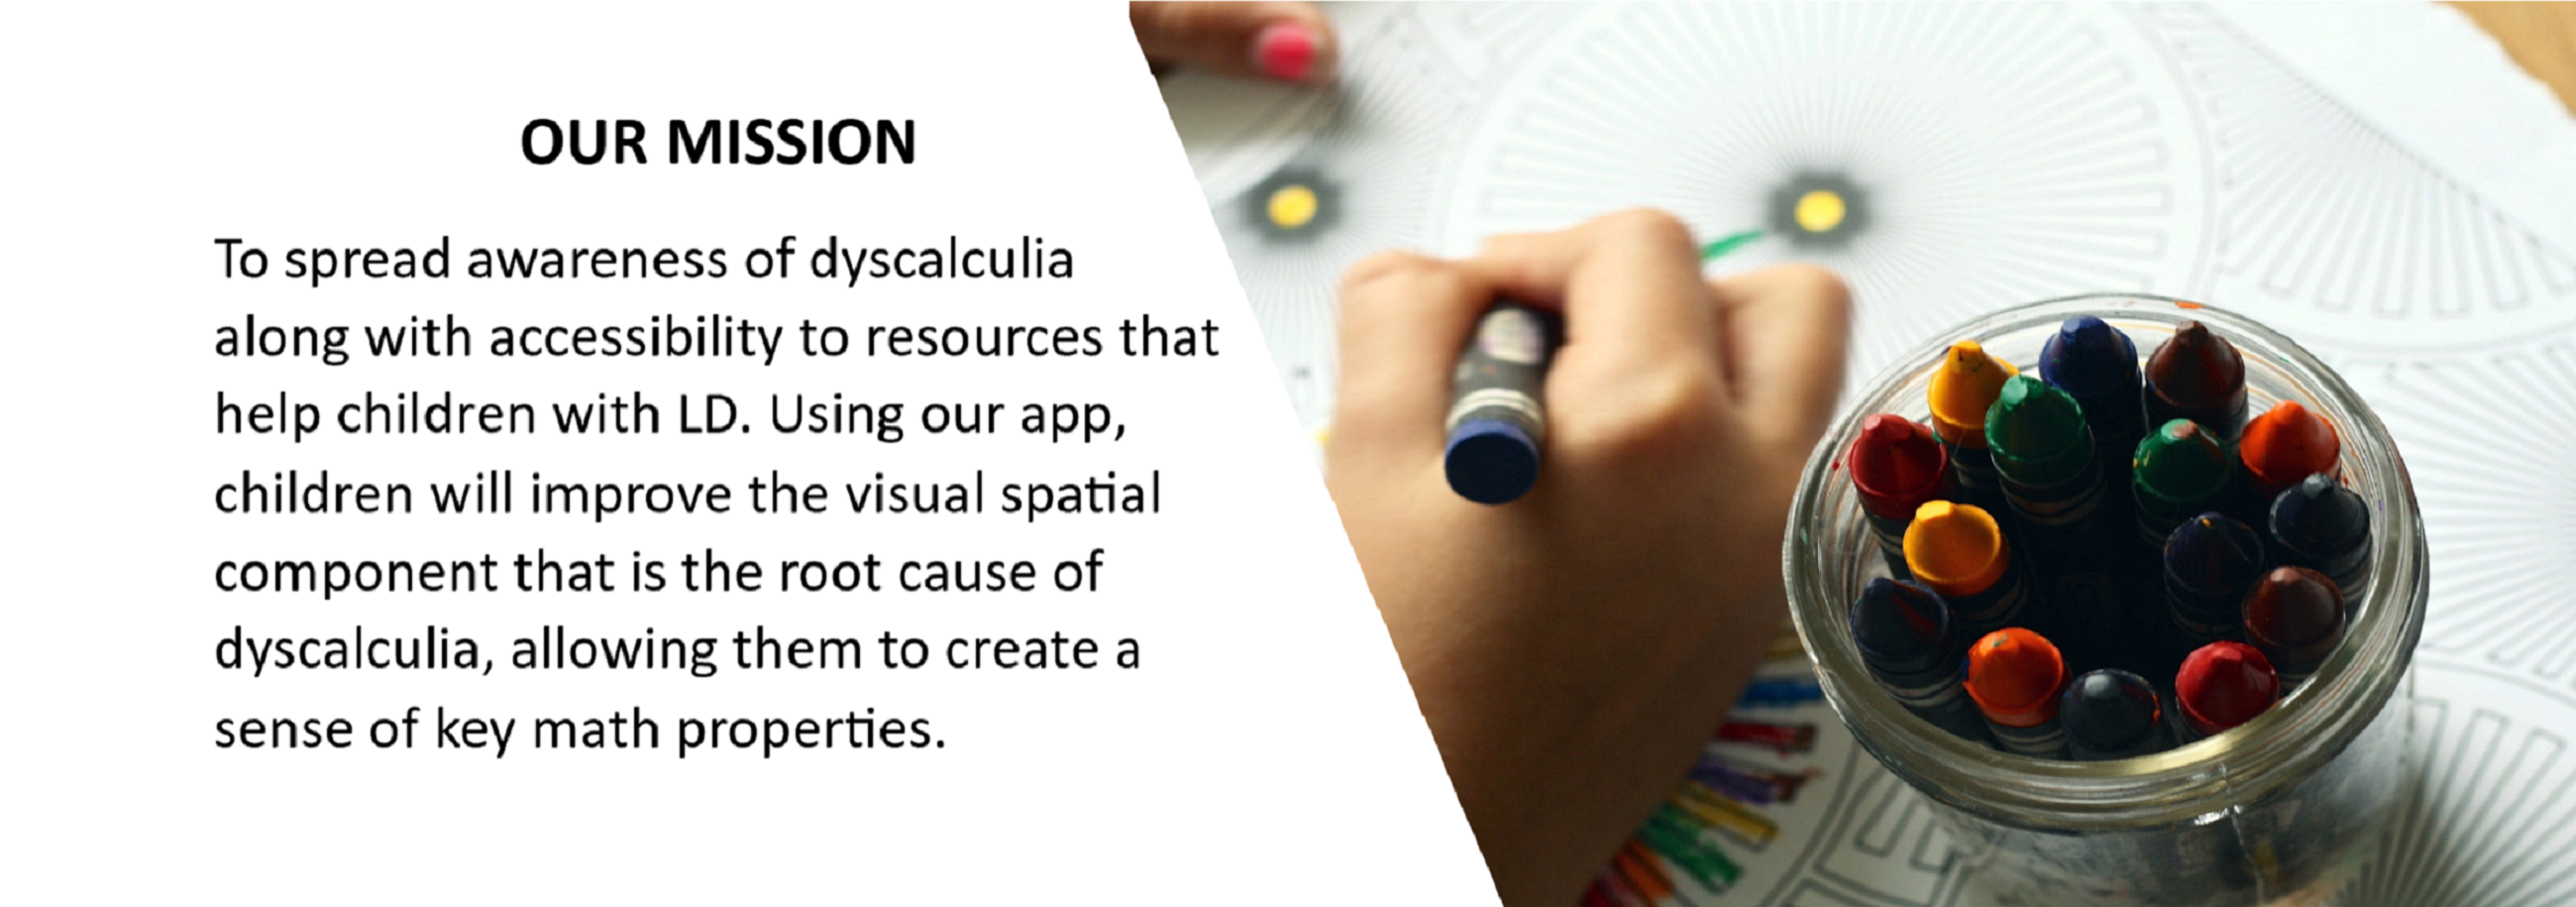 OUR MISSION
To spread awareness of dyscalculia
along with accessibility to resources that
help children with LD. Using our app,
children will improve the visual spatial
component that is the root cause of
dyscalculia, allowing them to create a
sense of key math properties.